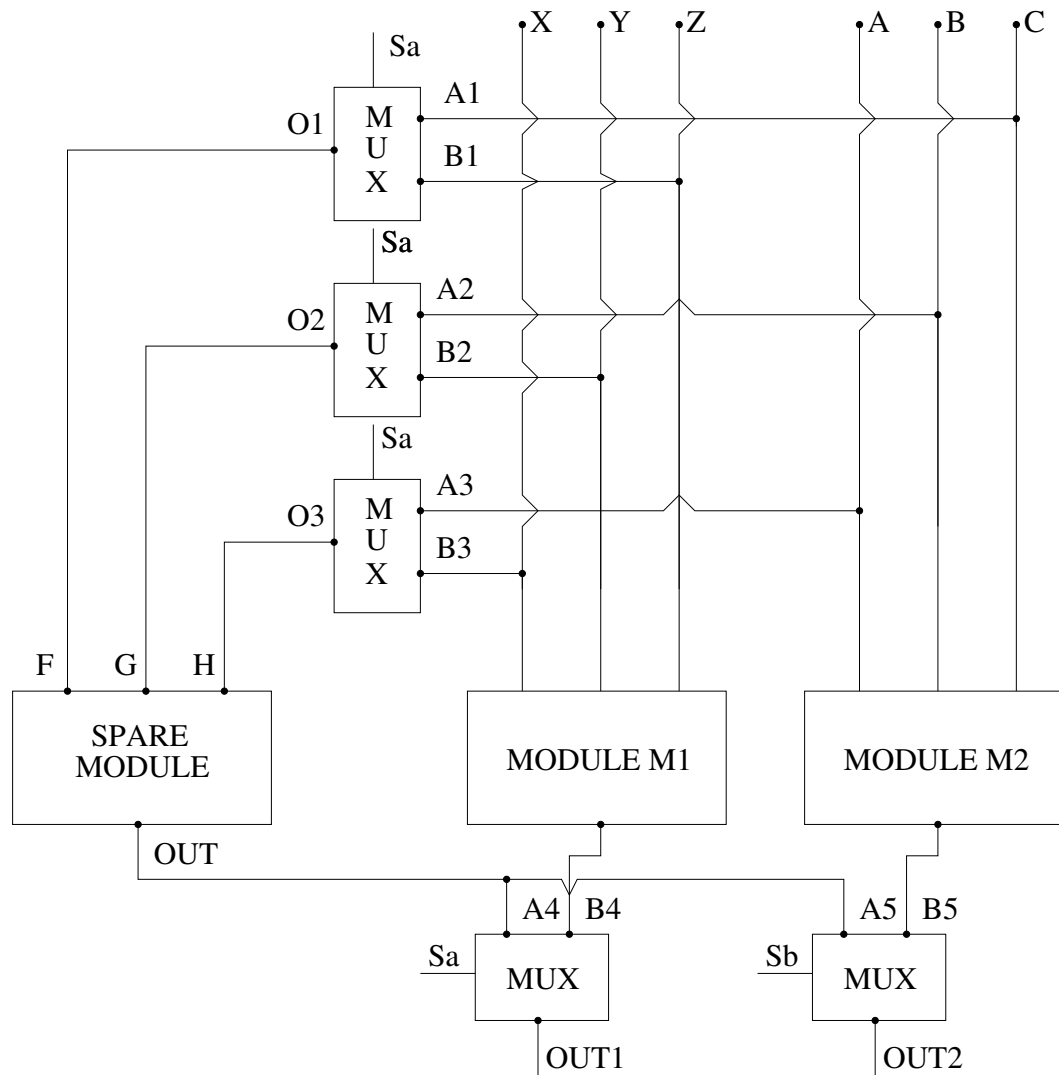 X Y Z A B C
Sa
A1
O1
M
U
X
B1
Sa
A2
O2
M
U
X
B2
Sa
A3
O3
M
U
X
B3
F G H
SPARE
MODULE
MODULE M1
MODULE M2
OUT
A4 B4 A5 B5
Sa
MUX
Sb
MUX
OUT1
OUT2